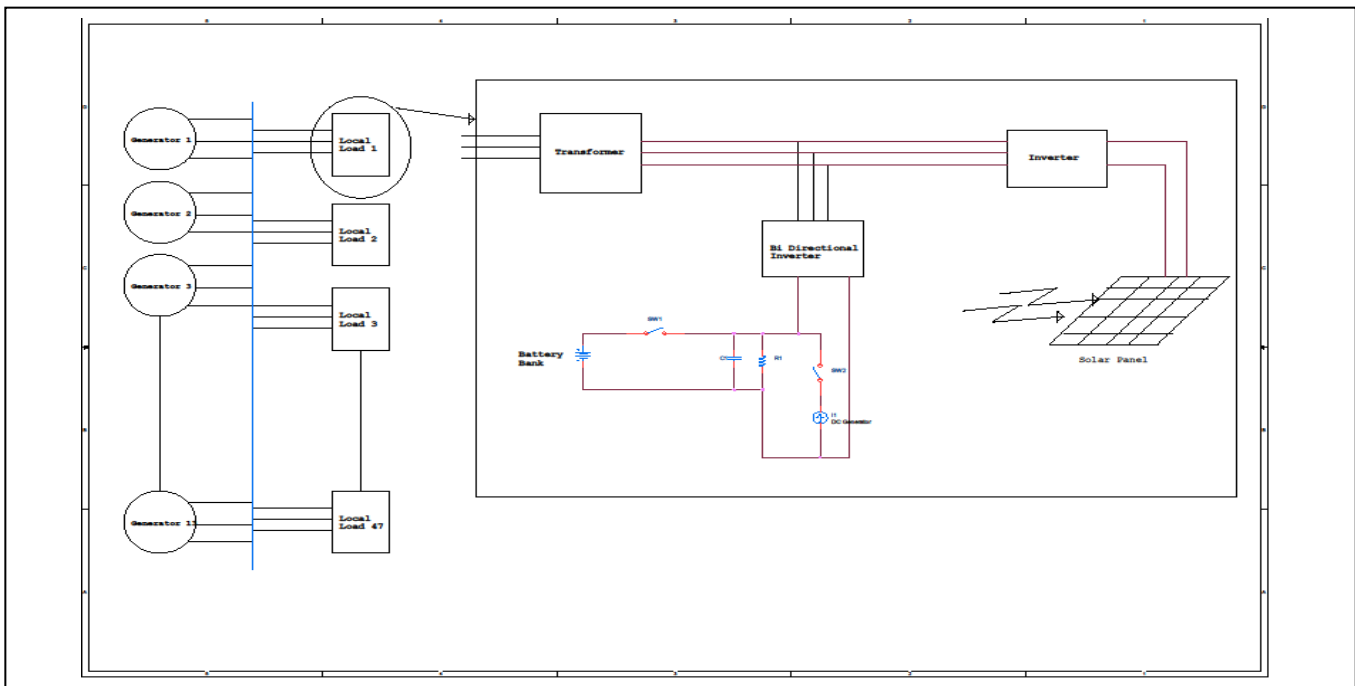 Generator 1
Local
Load 1
Transformer
Inverter
Generator 2
Local
Load 2
Bi Directional
Inverter
Generator 3
Local
Load 3
SW1
Battery
Bank
R1
SW2
Solar Panel
I1
DC Generator
Generator 11
Local
Load 47